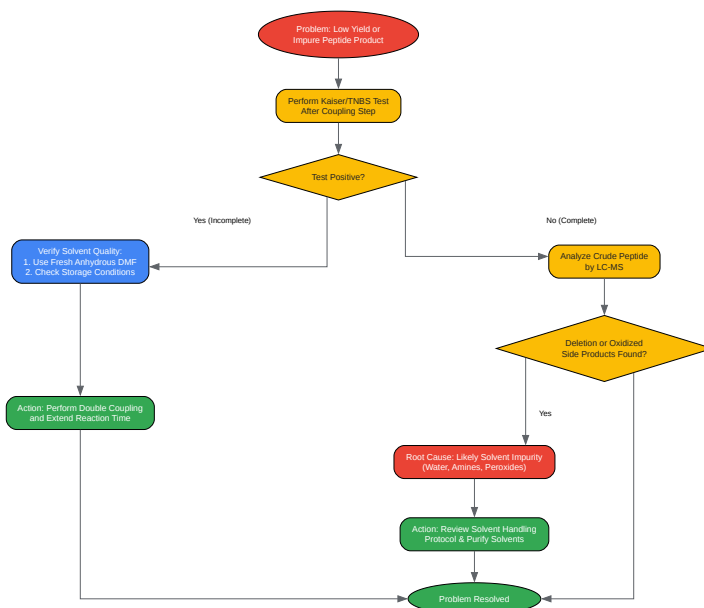 Problem: Low Yield or
Impure Peptide Product
Perform Kaiser/TNBS Test
After Coupling Step
Test Positive?
Yes (Incomplete)
No (Complete)
Verify Solvent Quality:
1. Use Fresh Anhydrous DMF
2. Check Storage Conditions
Analyze Crude Peptide
by LC-MS
Deletion or Oxidized
Side Products Found?
Action: Perform Double Coupling
and Extend Reaction Time
Yes
Root Cause: Likely Solvent Impurity
(Water, Amines, Peroxides)
Action: Review Solvent Handling
Protocol & Purify Solvents
Problem Resolved